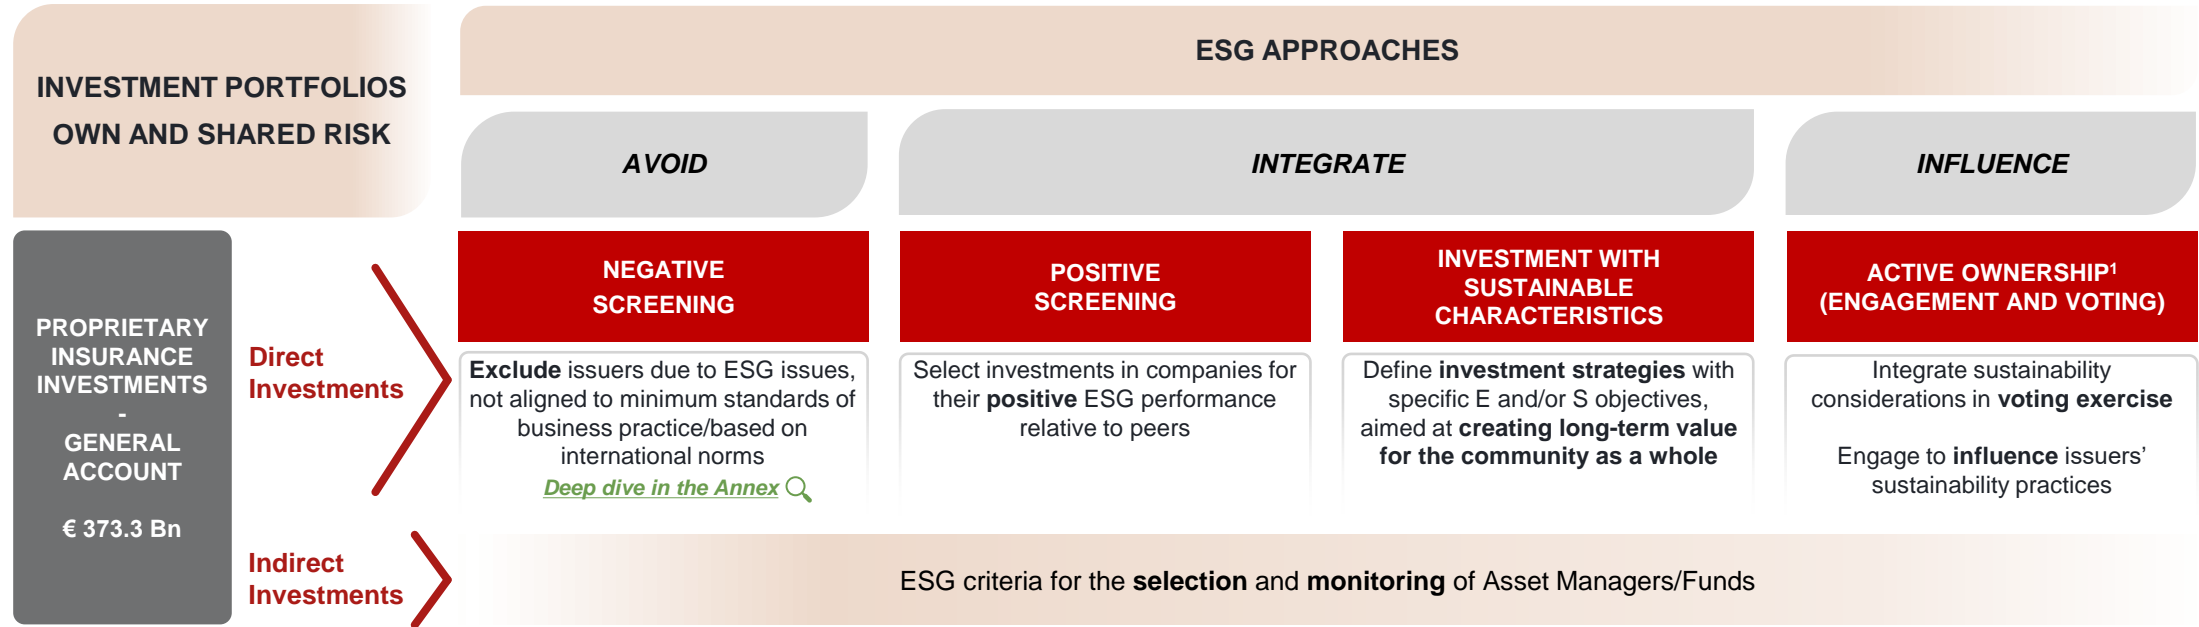 INVESTMENT PORTFOLIOS
OWN AND SHARED RISK
ESG APPROACHES
AVOID
INTEGRATE
INFLUENCE
PROPRIETARY
INSURANCE
INVESTMENTS
-
GENERAL
ACCOUNT
€ 373.3 Bn
Direct
Investments
NEGATIVE
SCREENING
Exclude issuers due to ESG issues,
not aligned to minimum standards of
business practice/based on
international norms
Deep dive in the Annex
POSITIVE
SCREENING
Select investments in companies for
their positive ESG performance
relative to peers
INVESTMENT WITH
SUSTAINABLE
CHARACTERISTICS
Define investment strategies with
specific E and/or S objectives,
aimed at creating long-term value
for the community as a whole
ACTIVE OWNERSHIP¹
(ENGAGEMENT AND VOTING)
Integrate sustainability
considerations in voting exercise
Engage to influence issuers’
sustainability practices
Indirect
Investments
ESG criteria for the selection and monitoring of Asset Managers/Funds